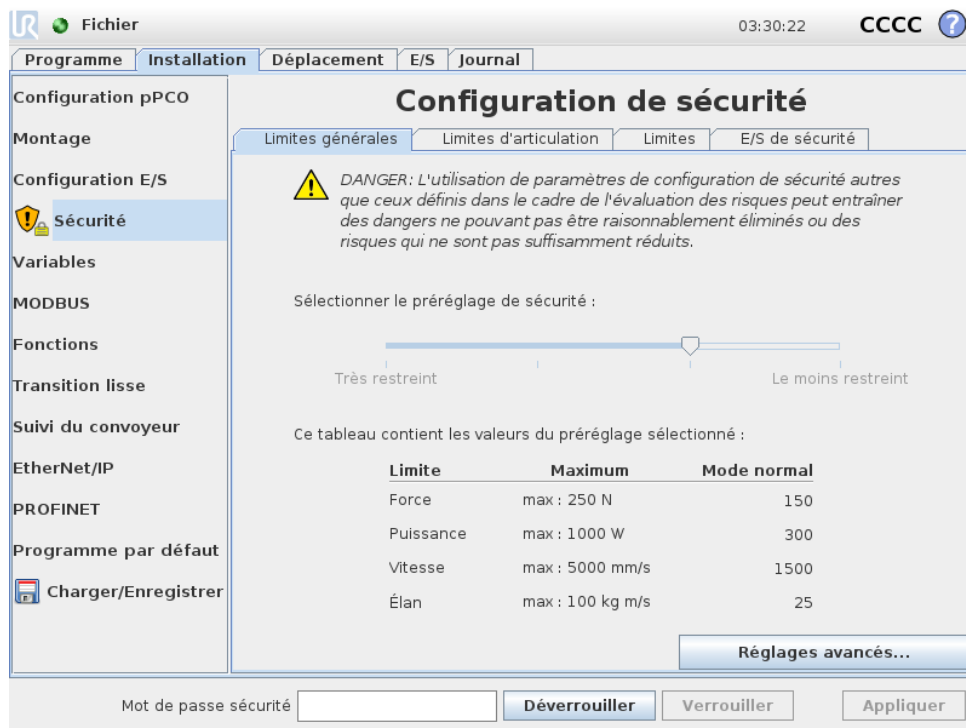 UR Fichier 03:30:22 CCCC ?
Programme Installation Déplacement E/S Journal
Configuration pPCO
Montage
Configuration E/S
Sécurité
Variables
MODBUS
Fonctions
Transition lisse
Suivi du convoyeur
EtherNet/IP
PROFINET
Programme par défaut
Charger/Enregistrer
Configuration de sécurité
Limites générales Limites d'articulation Limites E/S de sécurité
DANGER: L'utilisation de paramètres de configuration de sécurité autres
que ceux définis dans le cadre de l'évaluation des risques peut entraîner
des dangers ne pouvant pas être raisonnablement éliminés ou des
risques qui ne sont pas suffisamment réduits.
Sélectionner le préréglage de sécurité :
Très restreint Le moins restreint
Ce tableau contient les valeurs du préréglage sélectionné :
Limite Maximum Mode normal
Force max : 250 N 150
Puissance max : 1000 W 300
Vitesse max : 5000 mm/s 1500
Élan max : 100 kg m/s 25
Réglages avancés...
Mot de passe sécurité Déverrouiller Verrouiller Appliquer